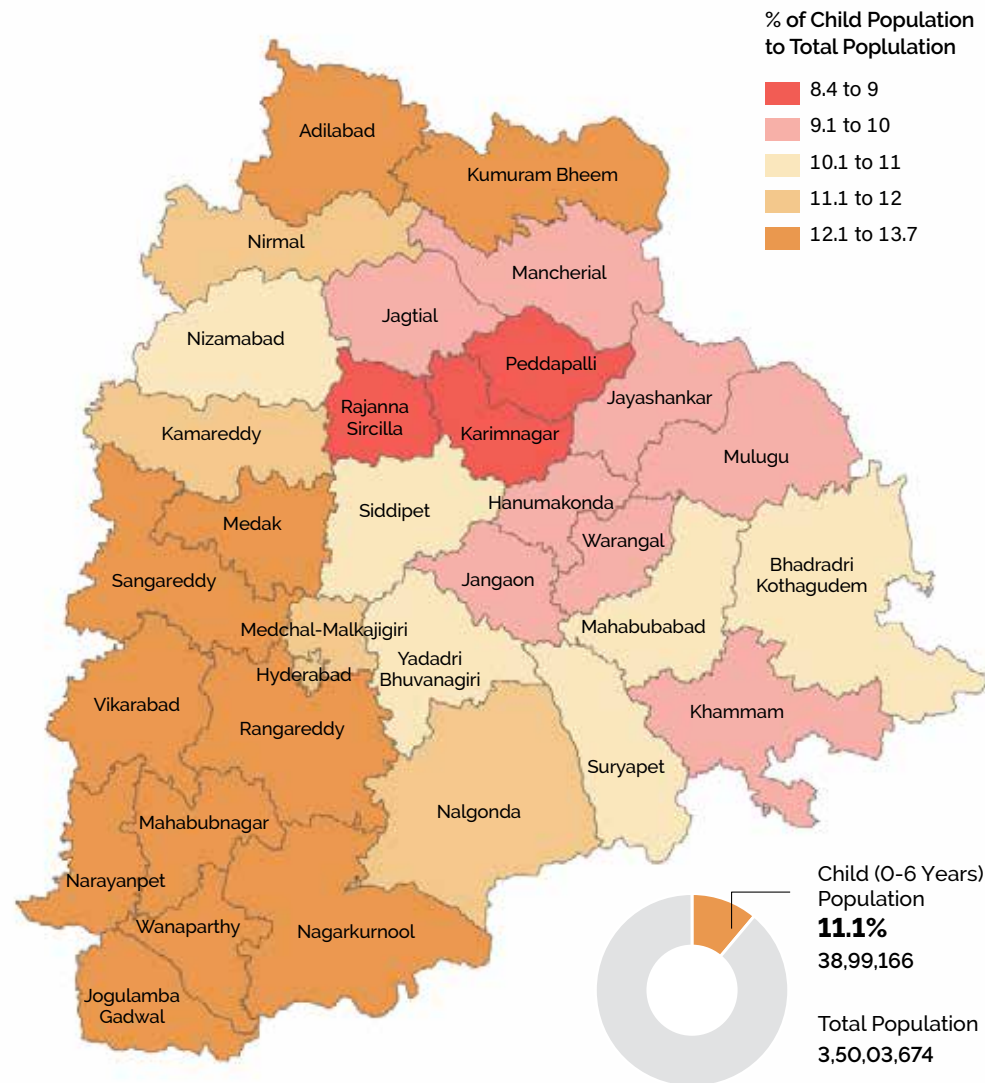 % of Child Population
to Total Poplulation
8.4 to 9
9.1 to 10
10.1 to 11
11.1 to 12
12.1 to 13.7
Adilabad
Kumuram Bheem
Nirmal
Mancherial
Jagtial
Nizamabad
Peddapalli
Jayashankar
Rajanna
Sircilla
Karimnagar
Kamareddy
Mulugu
Hanumakonda
Siddipet
Medak
Warangal
Bhadradri
Kothagudem
Sangareddy
Jangaon
Mahabubabad
Medchal-Malkajigiri
Yadadri
Bhuvanagiri
Hyderabad
Vikarabad
Khammam
Rangareddy
Suryapet
Nalgonda
Mahabubnagar
Narayanpet
Wanaparthy
Nagarkurnool
Jogulamba
Gadwal
Child (0-6 Years)
Population
11.1%
38,99,166
Total Population
3,50,03,674